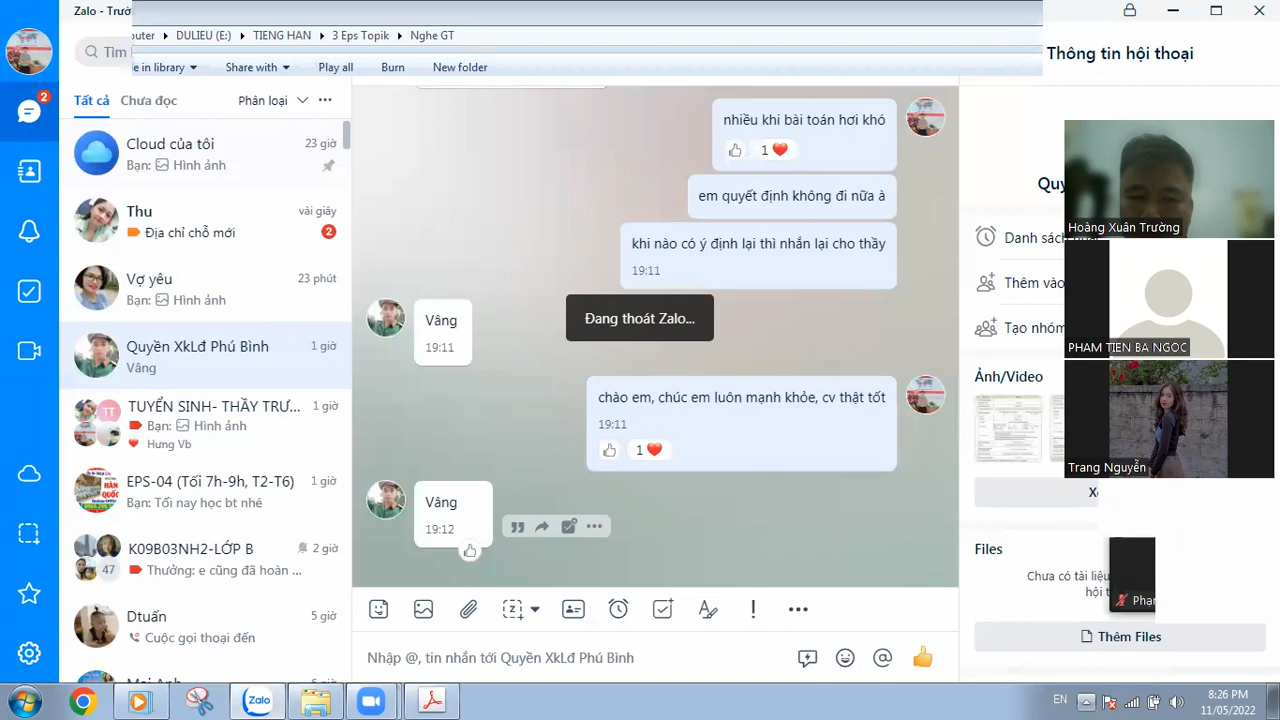 Zalo - Trườ
Tìm
Tất cả
Chưa đọc
Phân loại
Cloud của tôi
23 giờ
Bạn: Hình ảnh
Thu
vài giây
Địa chỉ chỗ mới
2
Vợ yêu
23 phút
Bạn: Hình ảnh
Quyền XkLđ Phú Bình
1 giờ
Vâng
TUYỂN SINH- THẦY TRƯ...
1 giờ
Bạn: Hình ảnh
Hưng Vb
EPS-04 (Tối 7h-9h, T2-T6)
1 giờ
Bạn: Tối nay học bt nhé
K09B03NH2-LỚP B
2 giờ
47
Thưởng: e cũng đã hoàn ...
Dtuấn
5 giờ
Cuộc gọi thoại đến
Mai Anh
2
DULIEU (E:)
TIENG HAN
3 Eps Topik
Nghe GT
Share with
Play all
Burn
New folder
nhiều khi bài toán hơi khó
1
em quyết định không đi nữa à
khi nào có ý định lại thì nhắn lại cho thầy
19:11
Đang thoát Zalo...
Vâng
19:11
chào em, chúc em luôn mạnh khỏe, cv thật tốt
19:11
1
Vâng
19:12
Nhập @, tin nhắn tới Quyền XkLđ Phú Bình
Thông tin hội thoại
Danh sách
Thêm vào
Tạo nhóm
Ảnh/Video
Files
Chưa có tài liệu
hội t
Thêm Files
Hoàng Xuân Trường
PHAM TIEN BA NGOC
Trang Nguyễn
Phạ
Zalo
EN
8:26 PM
11/05/2022